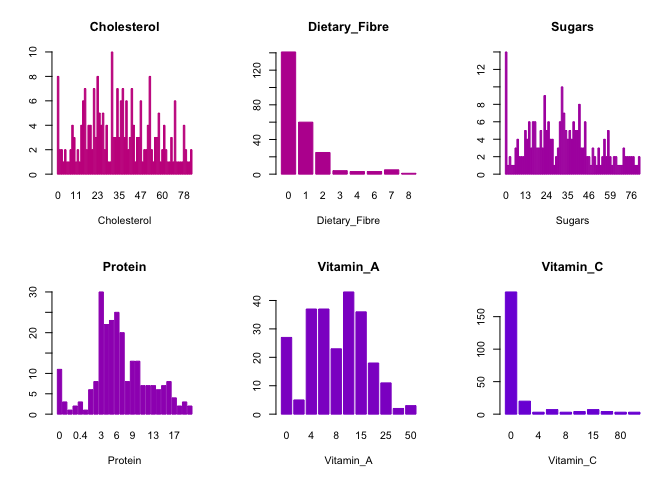 Cholesterol
Dietary_Fibre
Sugars
0 2 4 6 8 10
0 40 80 120
2 4 6 8 12
0 11 23 35 47 60 78
0 1 2 3 4 5 6 7 8
0 13 24 35 46 59 76
Cholesterol
Dietary_Fibre
Sugars
Protein
Vitamin_A
Vitamin_C
0 5 10 20 30
0 10 20 30 40
0 50 100 150
0 0.4 3 6 9 13 17
0 4 8 15 25 50
0 4 8 15 80
Protein
Vitamin_A
Vitamin_C